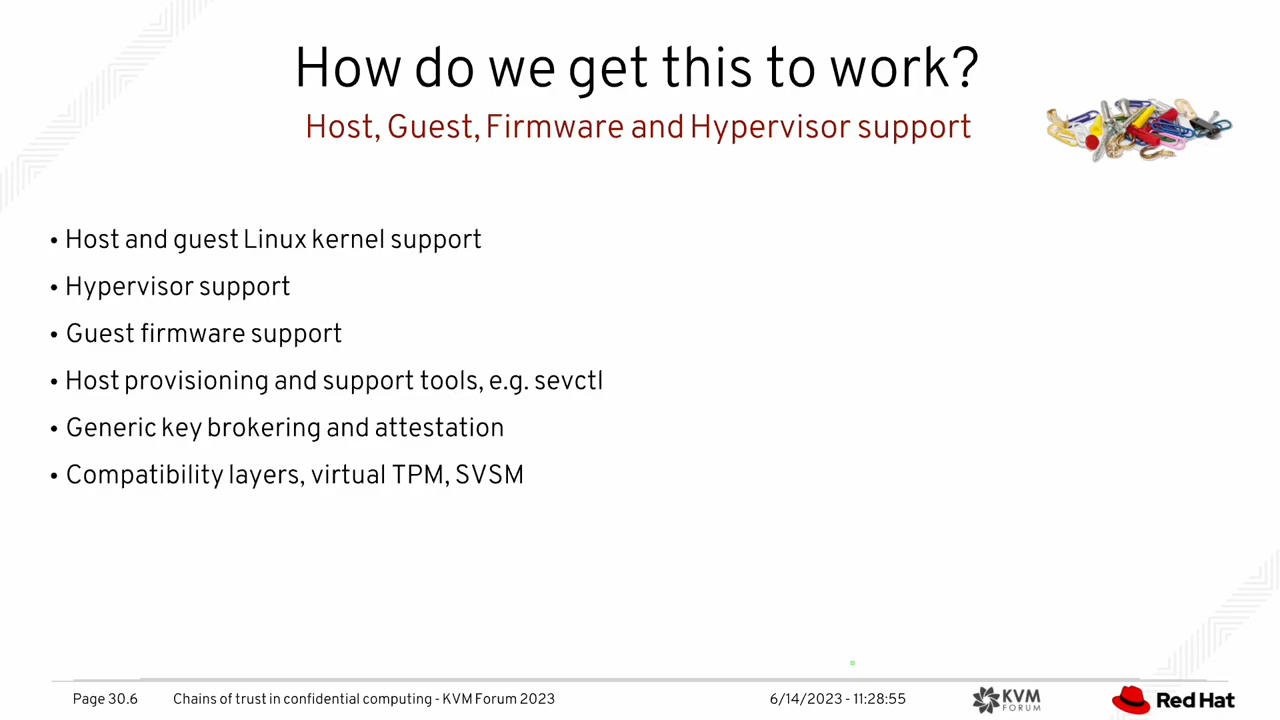 How do we get this to work?
Host, Guest, Firmware and Hypervisor support
• Host and guest Linux kernel support
• Hypervisor support
• Guest firmware support
• Host provisioning and support tools, e.g. sevctl
• Generic key brokering and attestation
• Compatibility layers, virtual TPM, SVSM
Page 30.6 Chains of trust in confidential computing - KVM Forum 2023 6/14/2023 - 11:28:55 KVM FORUM Red Hat